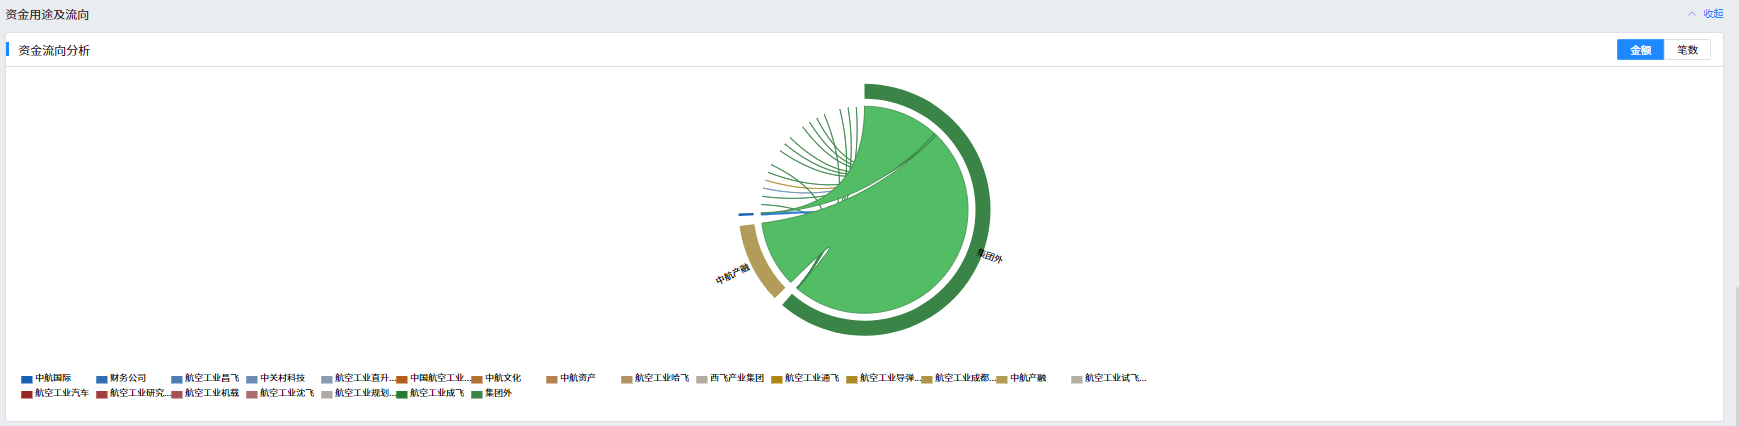 资金用途及流向
收起
资金流向分析
金额 笔数
集团外
中航产融
中航国际 财务公司 航空工业昌飞 中关村科技 航空工业直升... 中国航空工业... 中航文化 中航资产 航空工业哈飞 西飞产业集团 航空工业通飞 航空工业导弹... 航空工业成都... 中航产融 航空工业试飞...
航空工业汽车 航空工业研究... 航空工业机载 航空工业沈飞 航空工业规划... 航空工业成飞 集团外